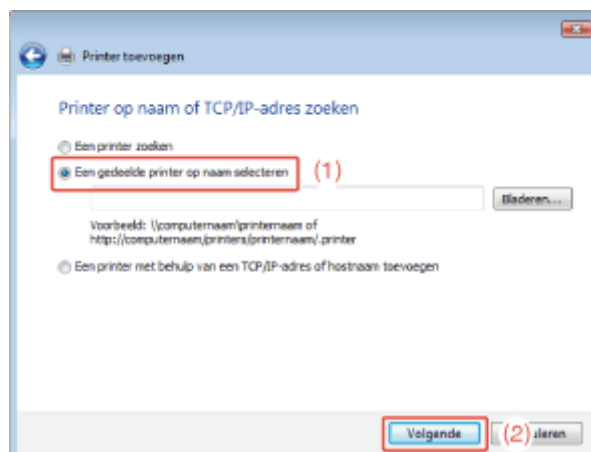 Printer toevoegen
Printer op naam of TCP/IP-adres zoeken
Een printer zoeken
Een gedeelde printer op naam selecteren (1)
Bladeren...
Voorbeeld: \\computernaam\printernaam of
http://computernaam/printers/printernaam/.printer
Een printer met behulp van een TCP/IP-adres of hostnaam toevoegen
Volgende (2) uleren